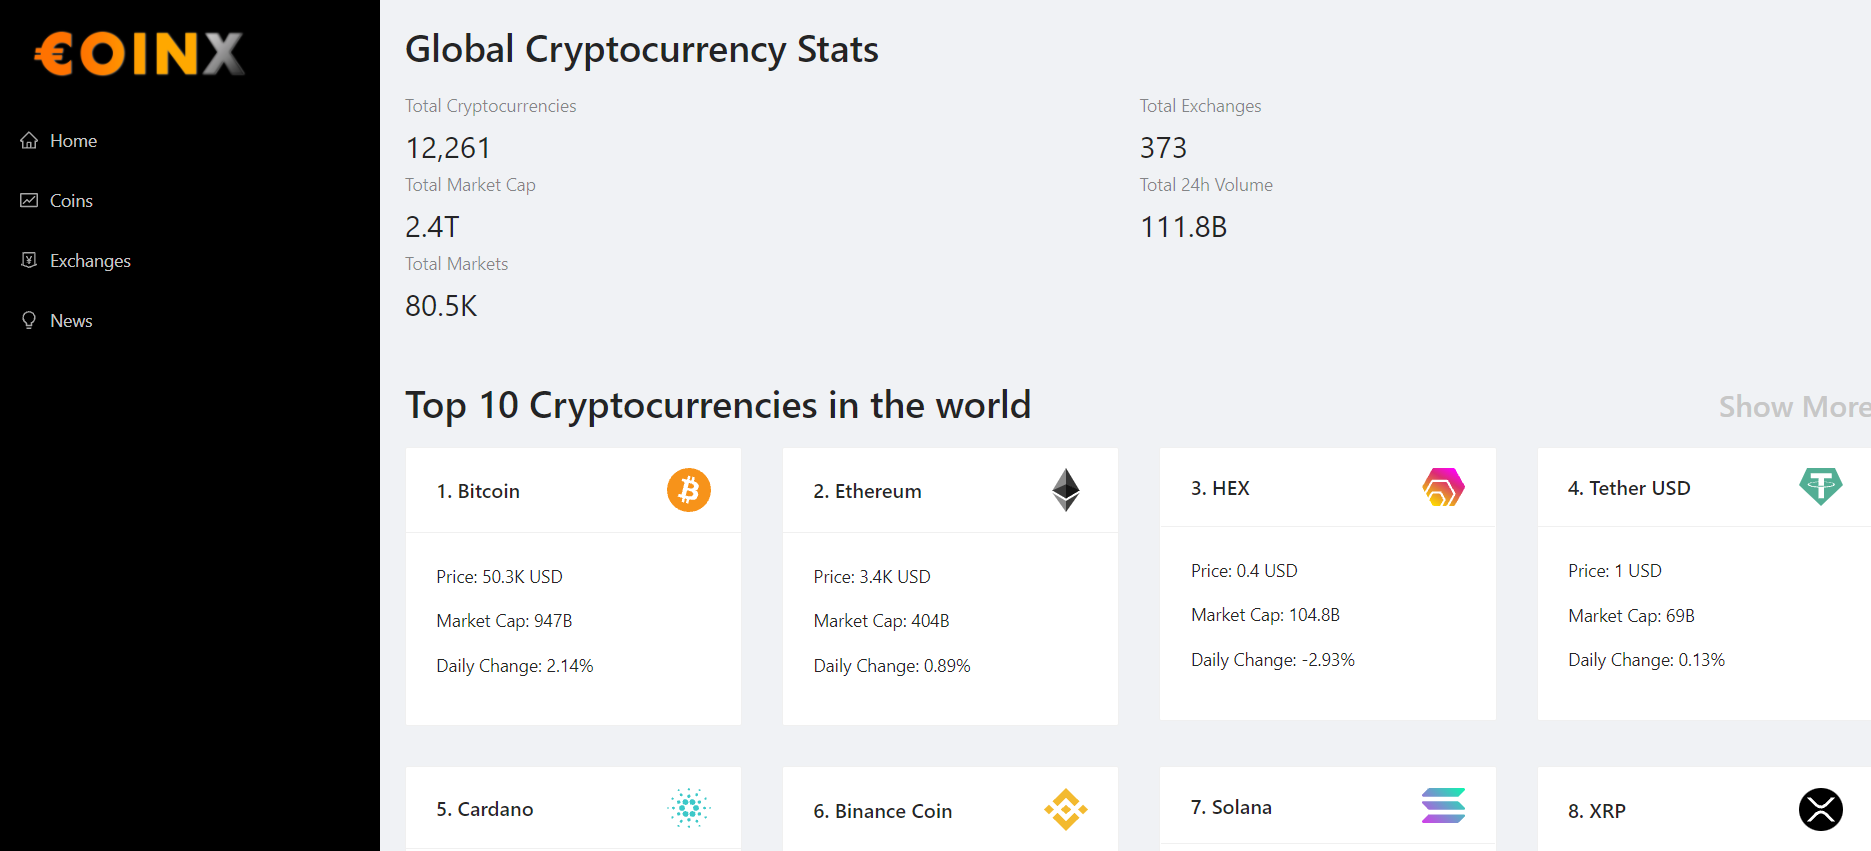 €OINX
Home
Coins
Exchanges
News
Global Cryptocurrency Stats
Total Cryptocurrencies
12,261
Total Exchanges
373
Total Market Cap
2.4T
Total 24h Volume
111.8B
Total Markets
80.5K
Top 10 Cryptocurrencies in the world
Show More
1. Bitcoin
Price: 50.3K USD
Market Cap: 947B
Daily Change: 2.14%
2. Ethereum
Price: 3.4K USD
Market Cap: 404B
Daily Change: 0.89%
3. HEX
Price: 0.4 USD
Market Cap: 104.8B
Daily Change: -2.93%
4. Tether USD
Price: 1 USD
Market Cap: 69B
Daily Change: 0.13%
5. Cardano
6. Binance Coin
7. Solana
8. XRP